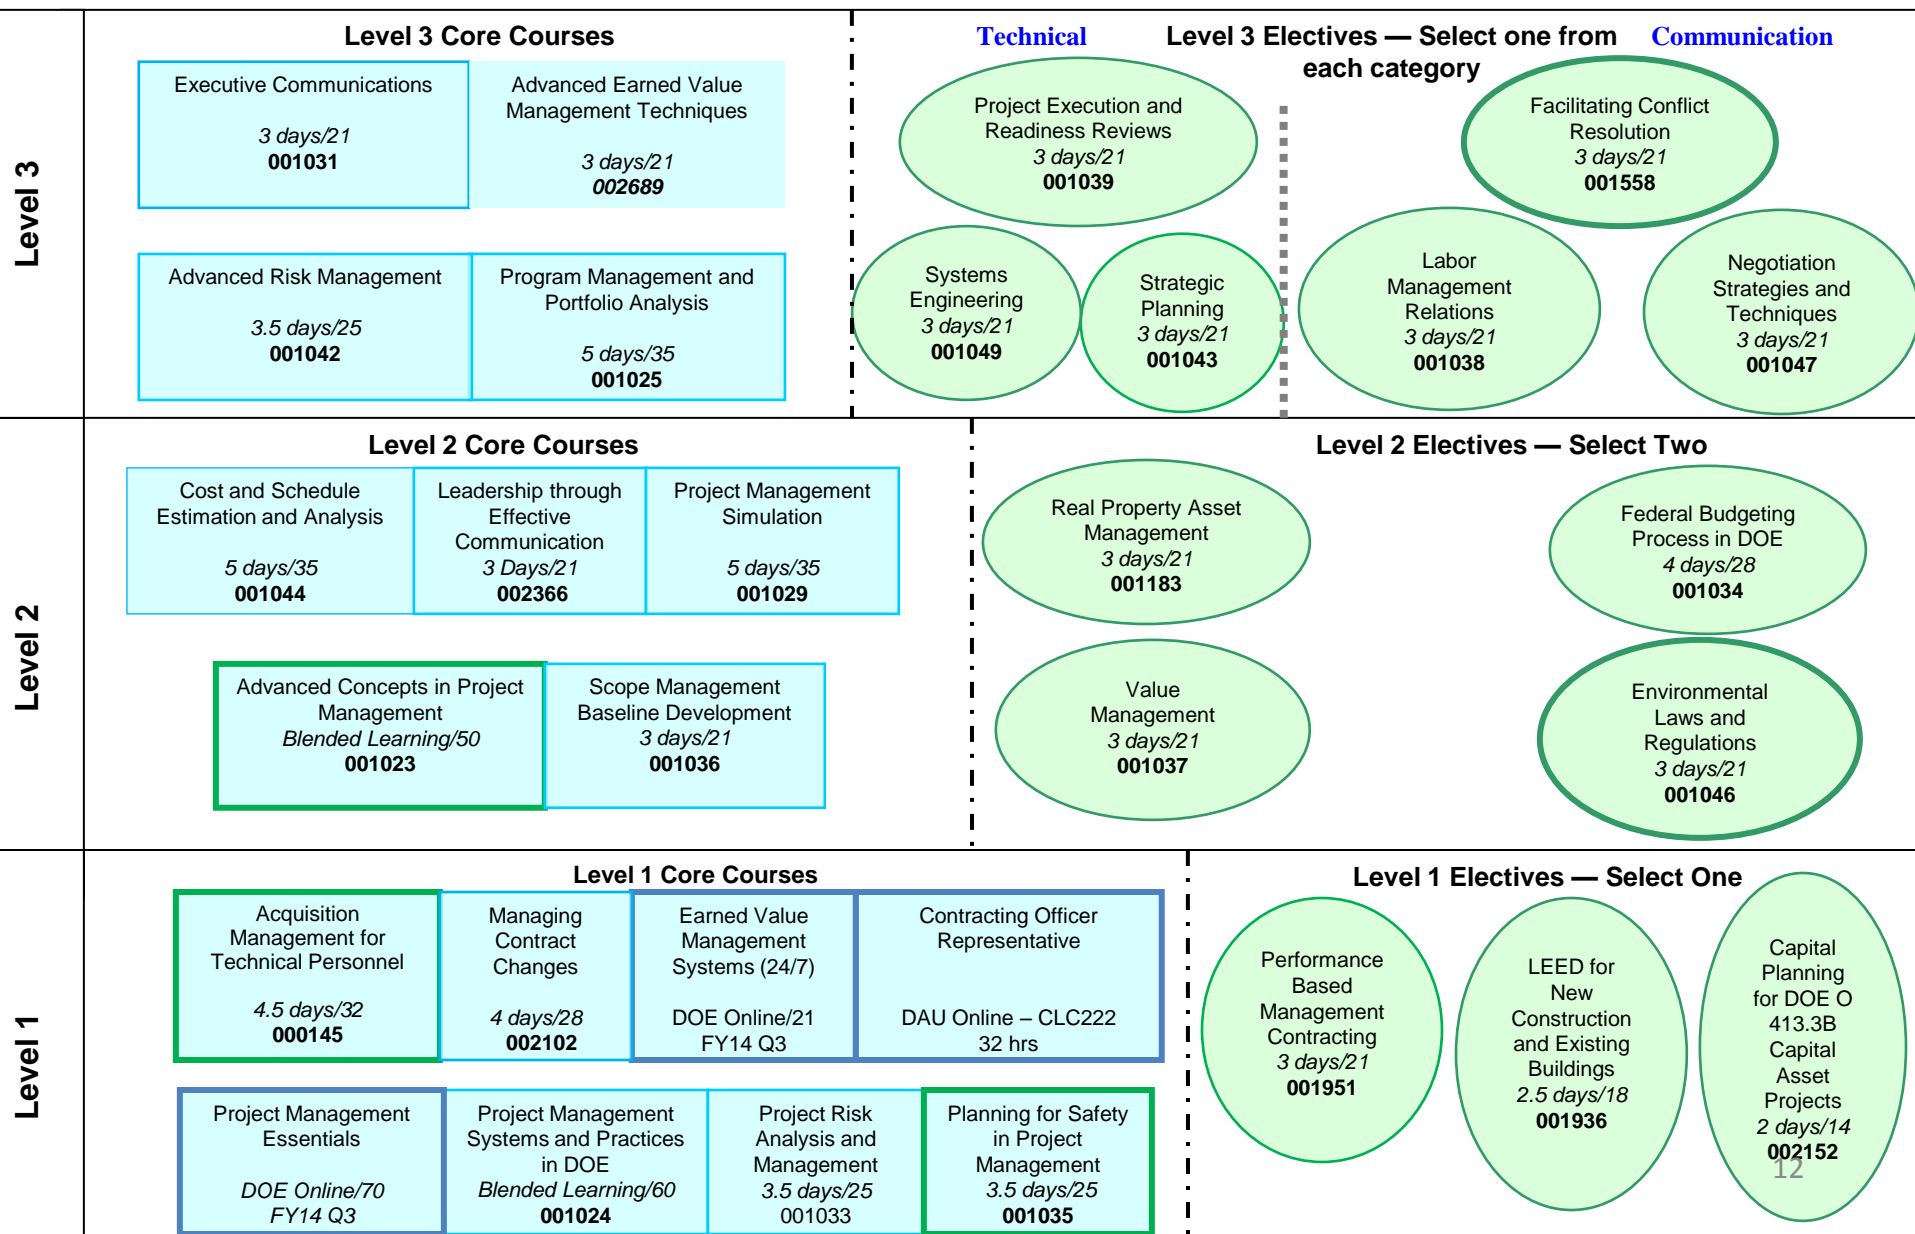 Level 3
Level 3 Core Courses
Executive Communications
3 days/21
001031
Advanced Earned Value
Management Techniques
3 days/21
002689
Advanced Risk Management
3.5 days/25
001042
Program Management and
Portfolio Analysis
5 days/35
001025
Technical
Level 3 Electives — Select one from
each category
Communication
Project Execution and
Readiness Reviews
3 days/21
001039
Systems
Engineering
3 days/21
001049
Strategic
Planning
3 days/21
001043
Facilitating Conflict
Resolution
3 days/21
001558
Labor
Management
Relations
3 days/21
001038
Negotiation
Strategies and
Techniques
3 days/21
001047
Level 2
Level 2 Core Courses
Cost and Schedule
Estimation and Analysis
5 days/35
001044
Leadership through
Effective
Communication
3 Days/21
002366
Project Management
Simulation
5 days/35
001029
Advanced Concepts in Project
Management
Blended Learning/50
001023
Scope Management
Baseline Development
3 days/21
001036
Level 2 Electives — Select Two
Real Property Asset
Management
3 days/21
001183
Federal Budgeting
Process in DOE
4 days/28
001034
Value
Management
3 days/21
001037
Environmental
Laws and
Regulations
3 days/21
001046
Level 1
Level 1 Core Courses
Acquisition
Management for
Technical Personnel
4.5 days/32
000145
Managing
Contract
Changes
4 days/28
002102
Earned Value
Management
Systems (24/7)
DOE Online/21
FY14 Q3
Contracting Officer
Representative
DAU Online – CLC222
32 hrs
Project Management
Essentials
DOE Online/70
FY14 Q3
Project Management
Systems and Practices
in DOE
Blended Learning/60
001024
Project Risk
Analysis and
Management
3.5 days/25
001033
Planning for Safety
in Project
Management
3.5 days/25
001035
Level 1 Electives — Select One
Performance
Based
Management
Contracting
3 days/21
001951
LEED for
New
Construction
and Existing
Buildings
2.5 days/18
001936
Capital
Planning
for DOE O
413.3B
Capital
Asset
Projects
2 days/14
002152
12